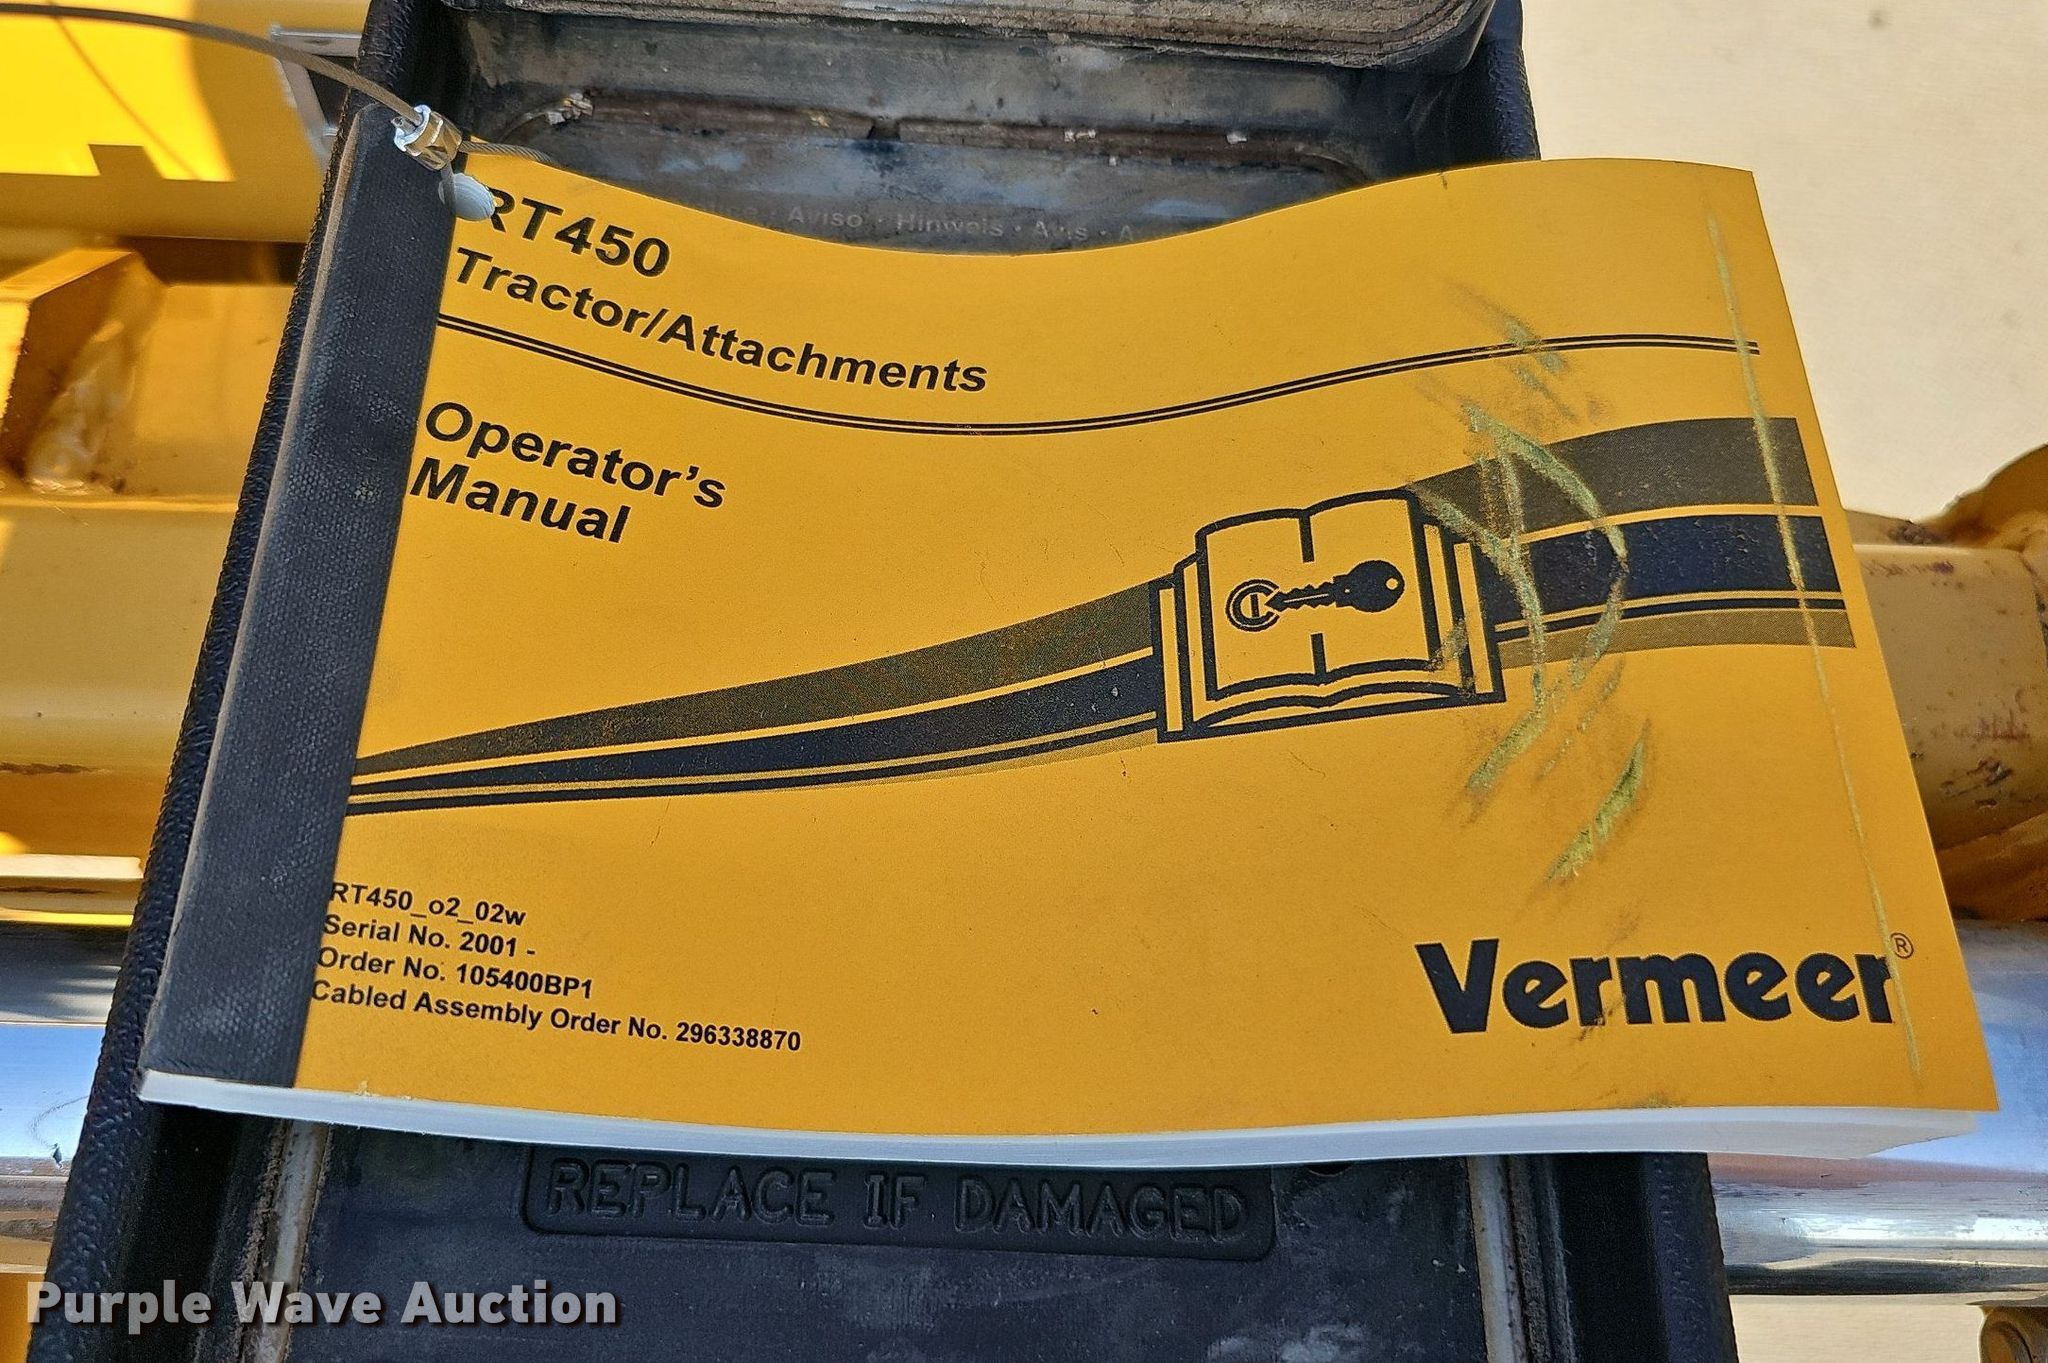 Aviso · Hinweis · Avis ·
RT450
Tractor/Attachments
Operator's
Manual
RT450_o2_02w
Serial No. 2001 -
Order No. 105400BP1
Cabled Assembly Order No. 296338870
Vermeer®
REPLACE IF DAMAGED
Purple Wave Auction